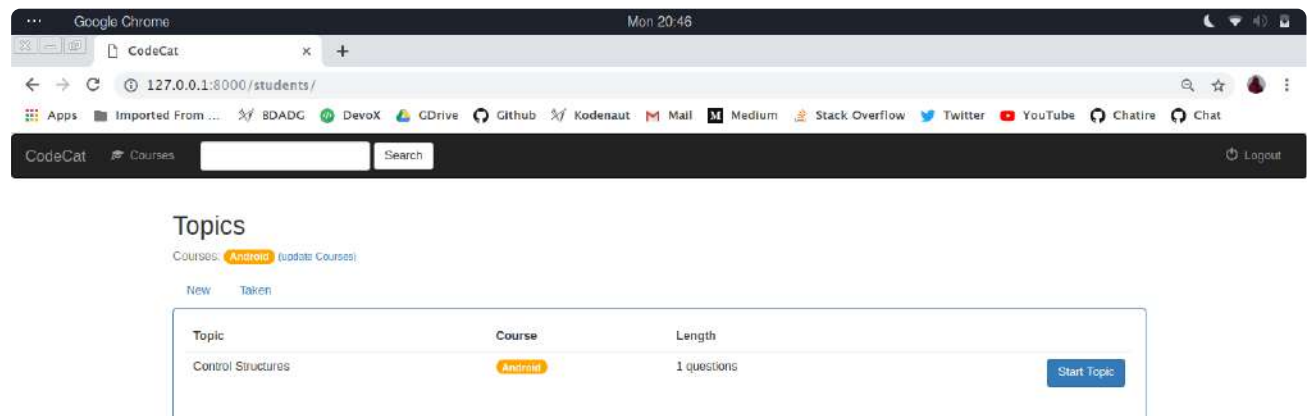 Google Chrome Mon 20:46
CodeCat
127.0.0.1:8000/students/
Apps Imported From ... BDADG DevoX GDrive Github Kodenaut Mail Medium Stack Overflow Twitter YouTube Chatire Chat
CodeCat Courses Search Logout
Topics
Courses: Android (update Courses)
New Taken
Topic Course Length
Control Structures Android 1 questions Start Topic